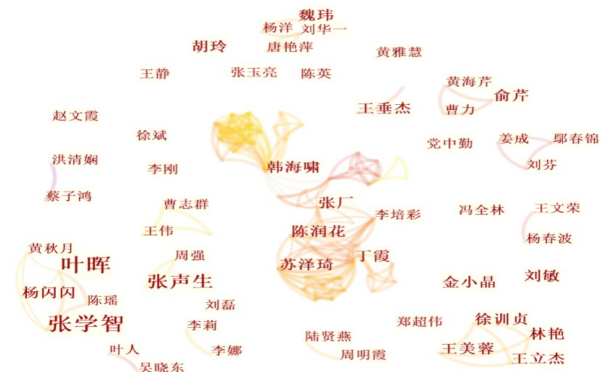 魏玮
杨洋 刘华一
胡玲 唐艳萍 黄雅慧
王静 张玉亮 陈英
黄海芹 俞芹
赵文霞 王垂杰 曹力
徐斌 韩海啸 党中勤 姜成 鄢春锦
洪清娴 李刚 刘芬
蔡子鸿 曹志群 张厂 李培彩 冯全林 王文荣
王伟 陈润花 杨春波
黄秋月 叶晖 周强 苏泽琦 丁霞
杨闪闪 陈瑶 张声生 金小晶 刘敏
张学智 刘磊 李莉 郑超伟 徐训贞
叶人 李娜 陆贤燕 周明霞 王美蓉 林艳
吴晓东 王立杰